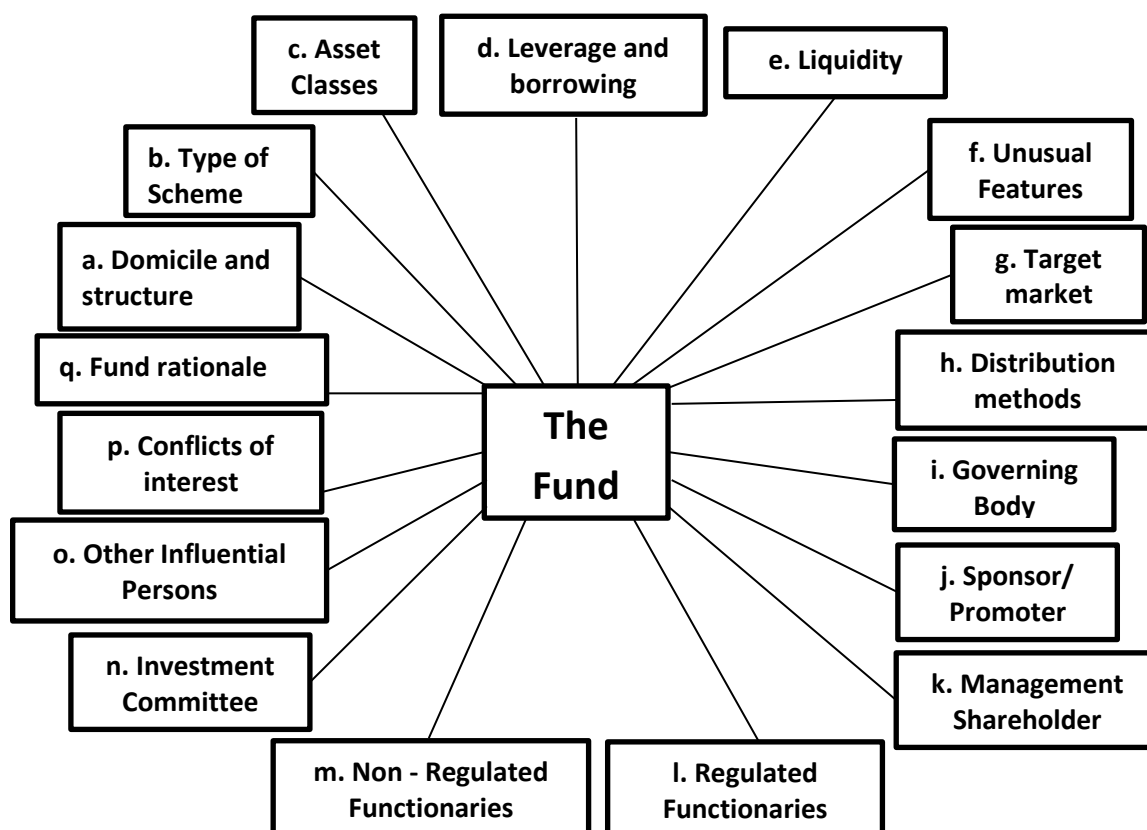 c. Asset
Classes
d. Leverage and
borrowing
e. Liquidity
b. Type of
Scheme
f. Unusual
Features
a. Domicile and
structure
g. Target
market
q. Fund rationale
h. Distribution
methods
The
Fund
p. Conflicts of
interest
i. Governing
Body
o. Other Influential
Persons
j. Sponsor/
Promoter
n. Investment
Committee
k. Management
Shareholder
m. Non - Regulated
Functionaries
l. Regulated
Functionaries